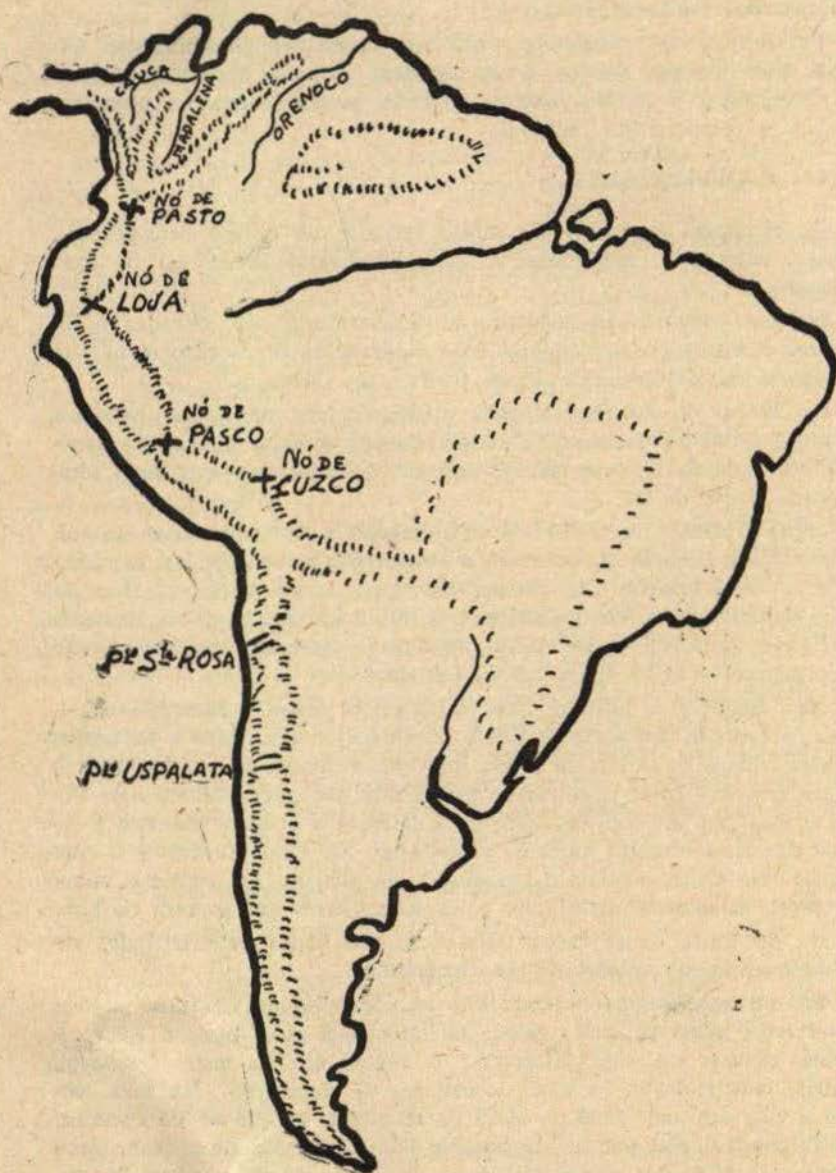 CAUCA
MADALENA
ORENOCO
NÓ DE
PASTO
NÓ DE
LOJA
NÓ DE
PASCO
NÓ DE
CUZCO
Pto Sta ROSA
Pto USPALATA